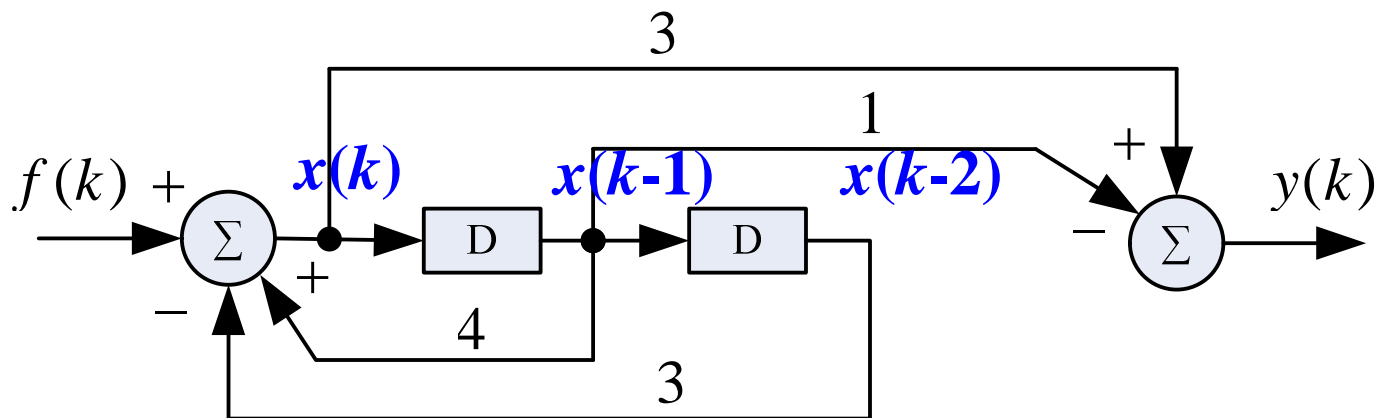 3
1
f(k)
+
x(k)
x(k-1)
x(k-2)
+
y(k)
Σ
D
D
−
Σ
+
−
4
3